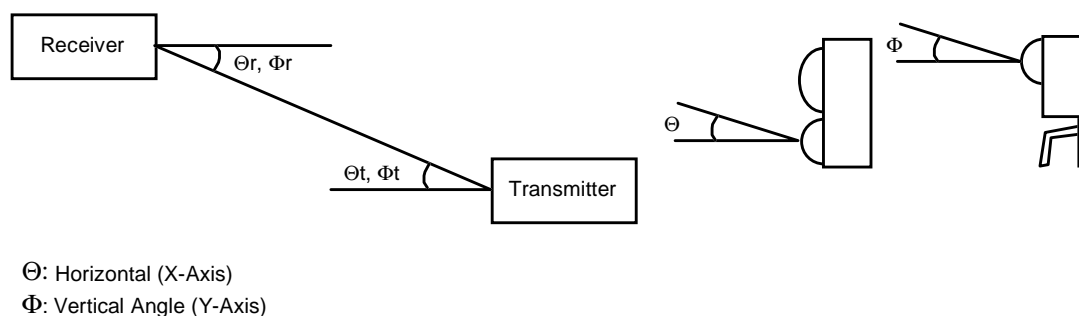 Receiver
Θr, Φr
Θt, Φt
Transmitter
Θ
Φ
Θ: Horizontal (X-Axis)
Φ: Vertical Angle (Y-Axis)